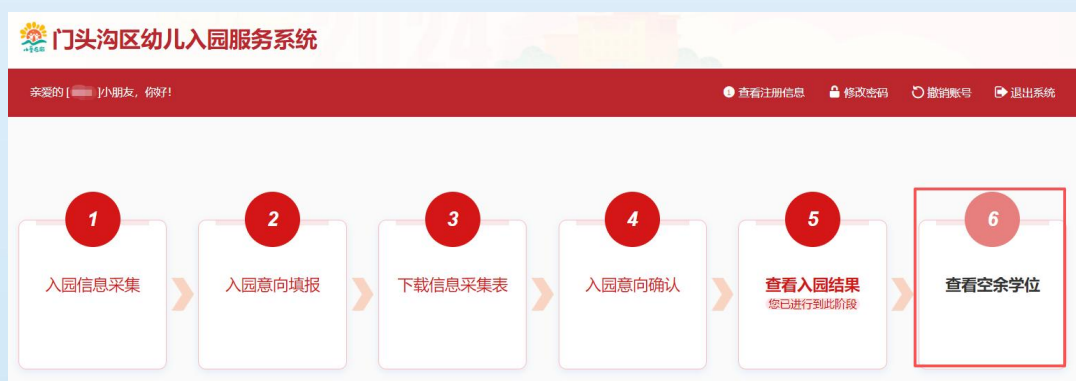 门头沟区幼儿入园服务系统
亲爱的 [ ]小朋友，你好!
查看注册信息 修改密码 撤销账号 退出系统
1 2 3 4 5 6
入园信息采集 入园意向填报 下载信息采集表 入园意向确认 查看入园结果 查看空余学位
您已进行到此阶段